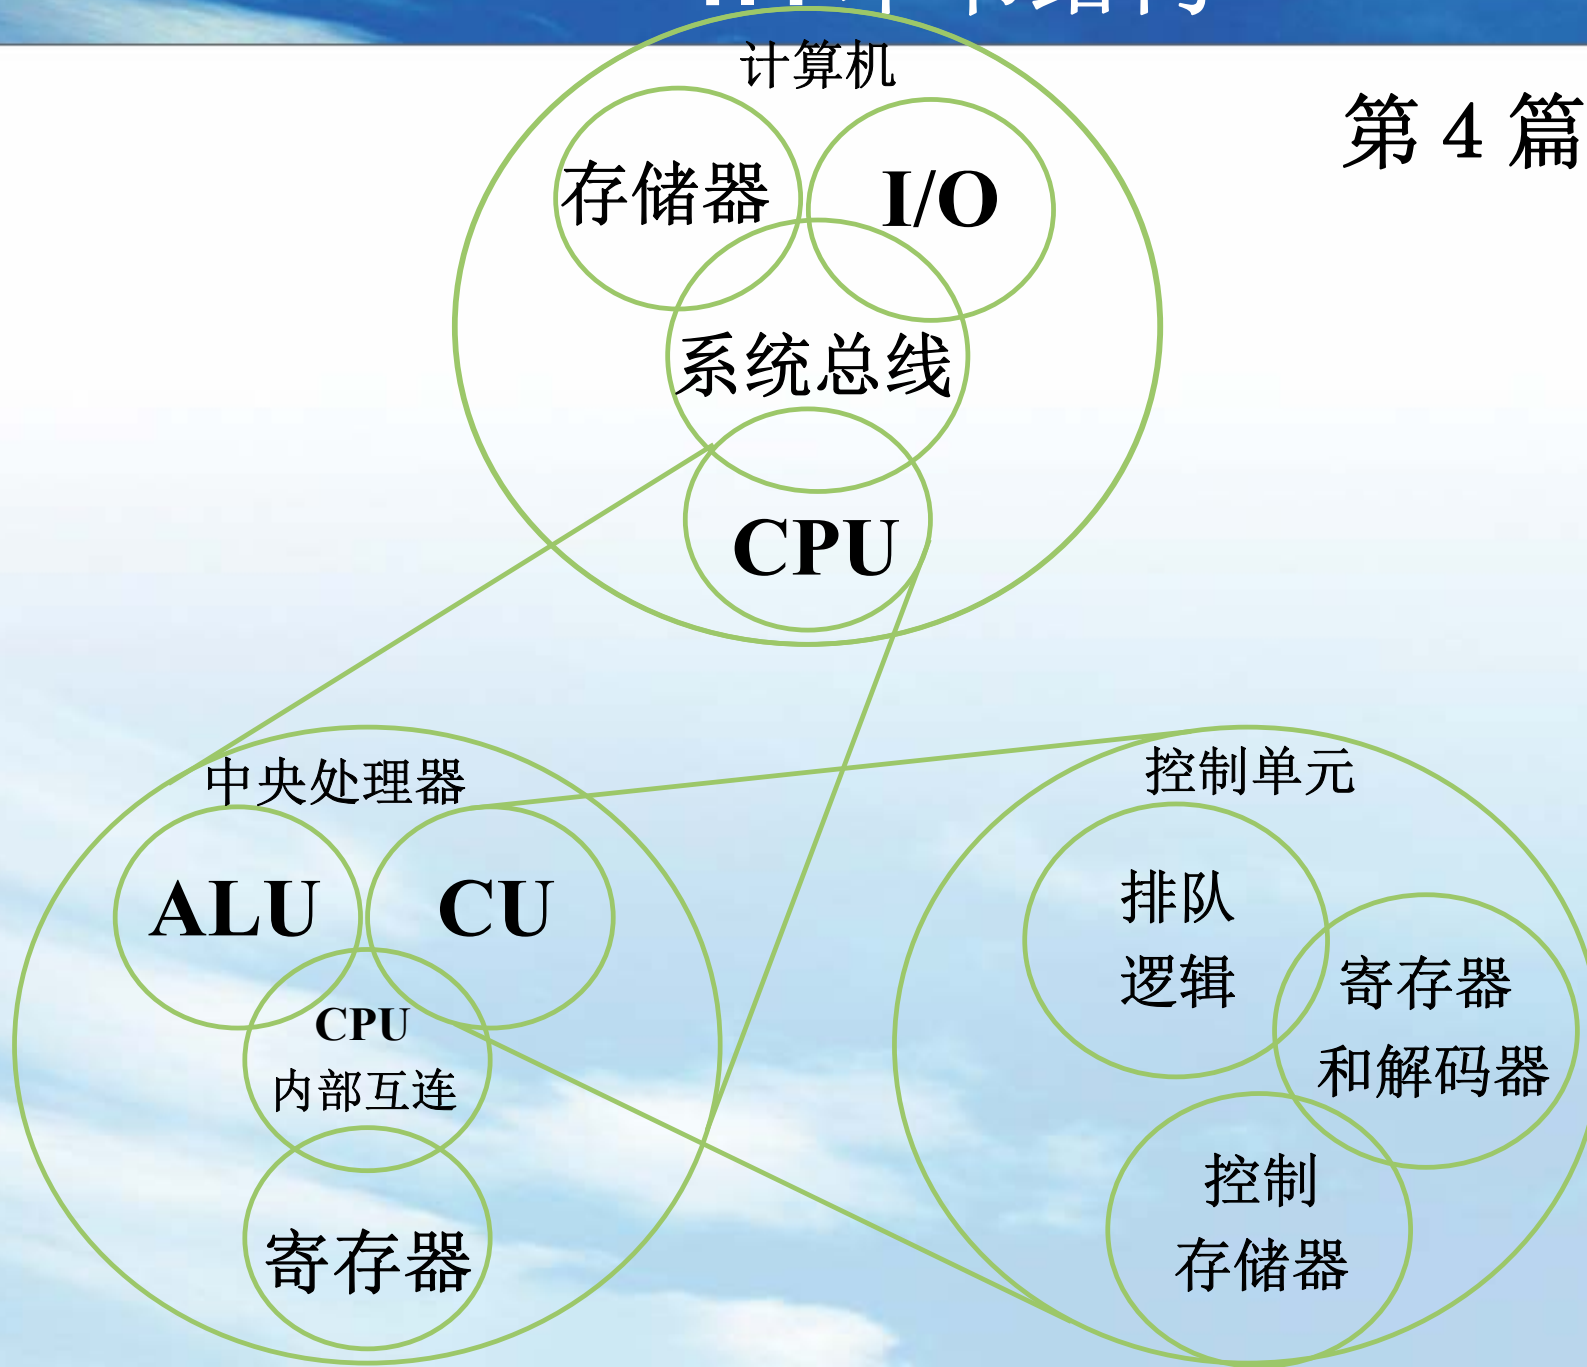 计算机
第 4 篇
存储器
I/O
系统总线
CPU
中央处理器
ALU
CU
CPU
内部互连
寄存器
控制单元
排队
逻辑
寄存器
和解码器
控制
存储器